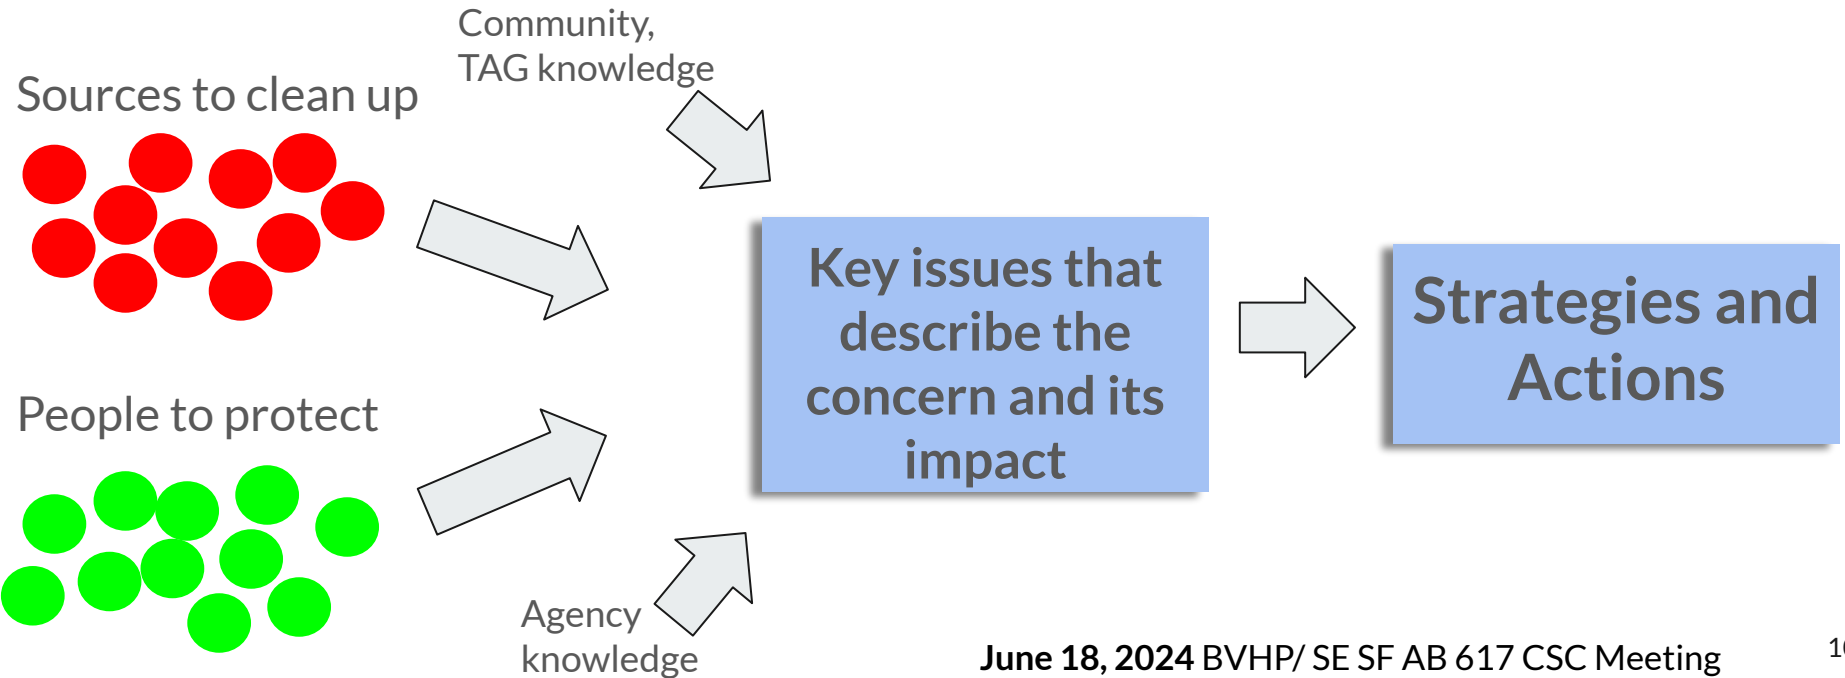 Community,
TAG knowledge
Sources to clean up
Key issues that
describe the
concern and its
impact
Strategies and
Actions
People to protect
Agency
knowledge
June 18, 2024 BVHP/ SE SF AB 617 CSC Meeting